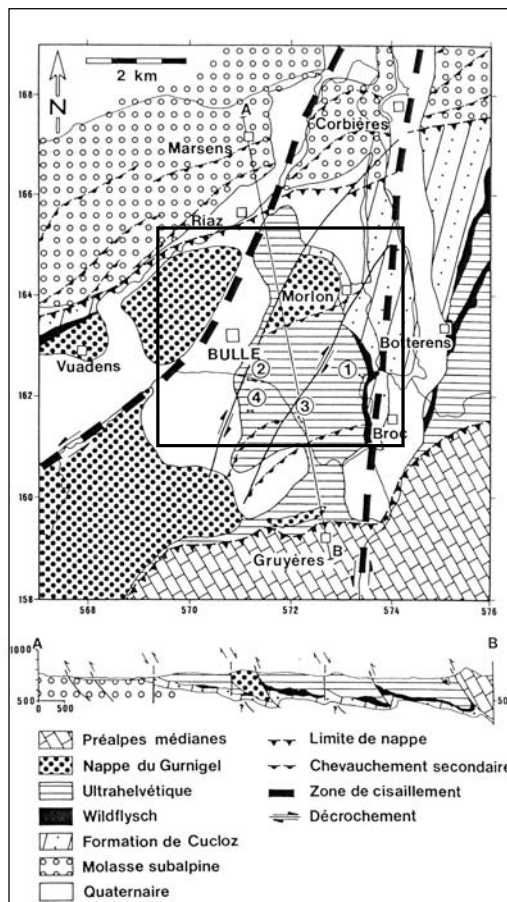 2 km
N
168
A
Corbières
Marsens
166
Riaz
164
Morlon
BULLE
Botterens
Vuadens
2
1
162
4
3
Broc
159
Gruyères
B
158
568
570
572
574
576
A
B
1000
500
0 500
Préalpes médianes
Limite de nappe
Nappe du Gurnigel
Chevauchement secondaire
Ultrahelvétique
Zone de cisaillement
Wildflysch
Décrochement
Formation de Cucloz
Molasse subalpine
Quaternaire